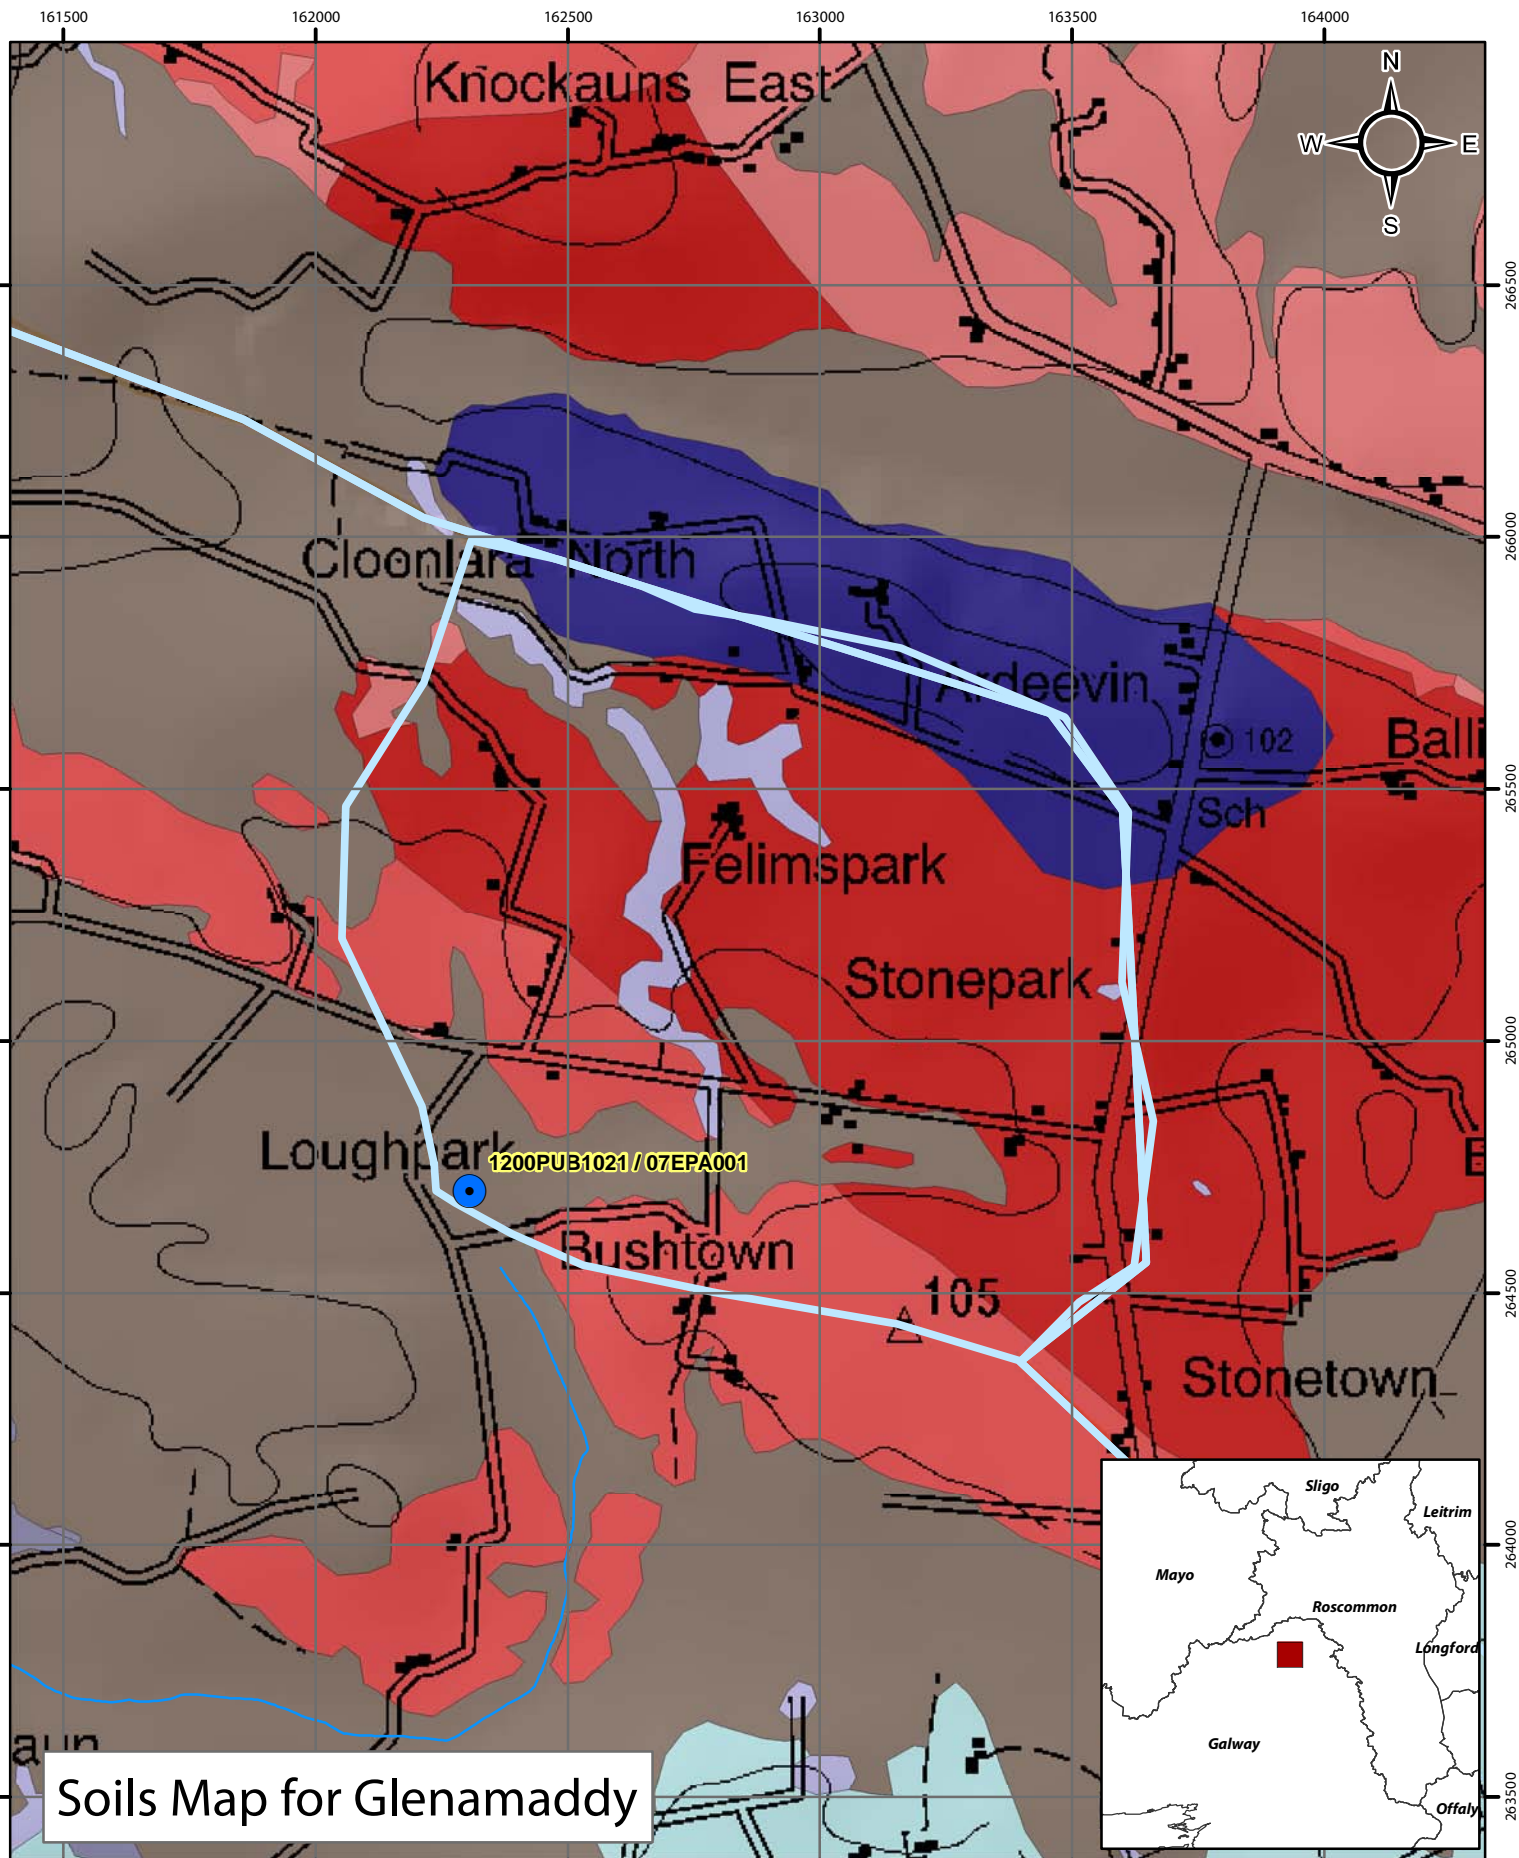 161500 162000 162500 163000 163500 164000
N
W E
S
Knockauns East
266500
266000
Cloonlara North
Ardeevin
102
Balli
265500
Sch
Felimspark
Stonepark
265000
Loughpark
1200PUB1021 / 07EPA001
E
Bushtown
105
264500
Stonetown
264000
aun
263500
Soils Map for Glenamaddy
Sligo
Leitrim
Mayo
Roscommon
Longford
Galway
Offaly